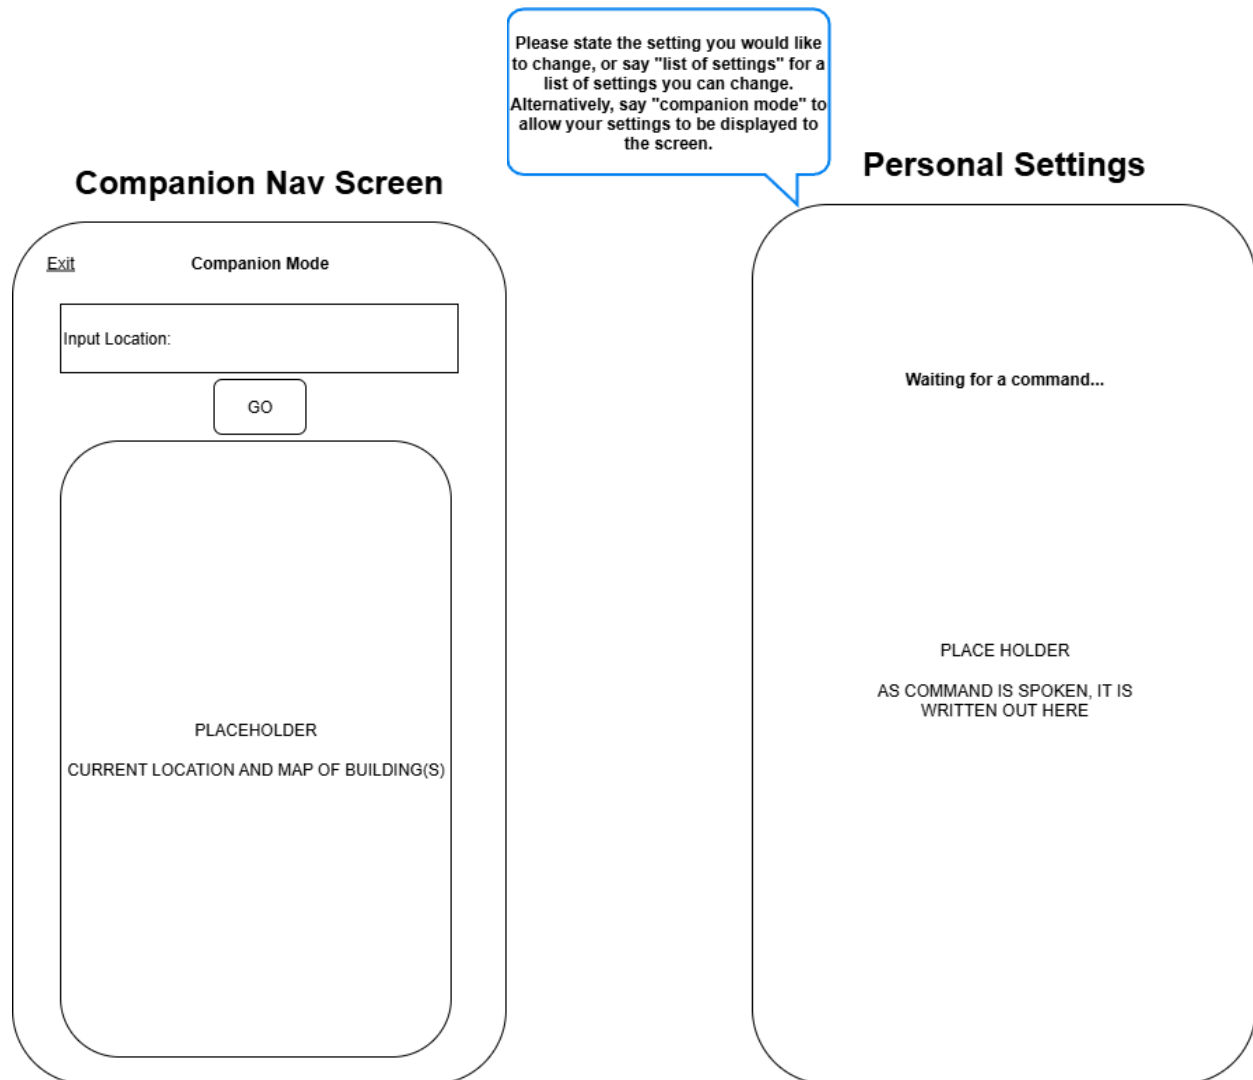 Please state the setting you would like
to change, or say "list of settings" for a
list of settings you can change.
Alternatively, say "companion mode" to
allow your settings to be displayed to
the screen.
Companion Nav Screen
Exit
Companion Mode
Input Location:
GO
PLACEHOLDER
CURRENT LOCATION AND MAP OF BUILDING(S)
Personal Settings
Waiting for a command...
PLACE HOLDER
AS COMMAND IS SPOKEN, IT IS
WRITTEN OUT HERE